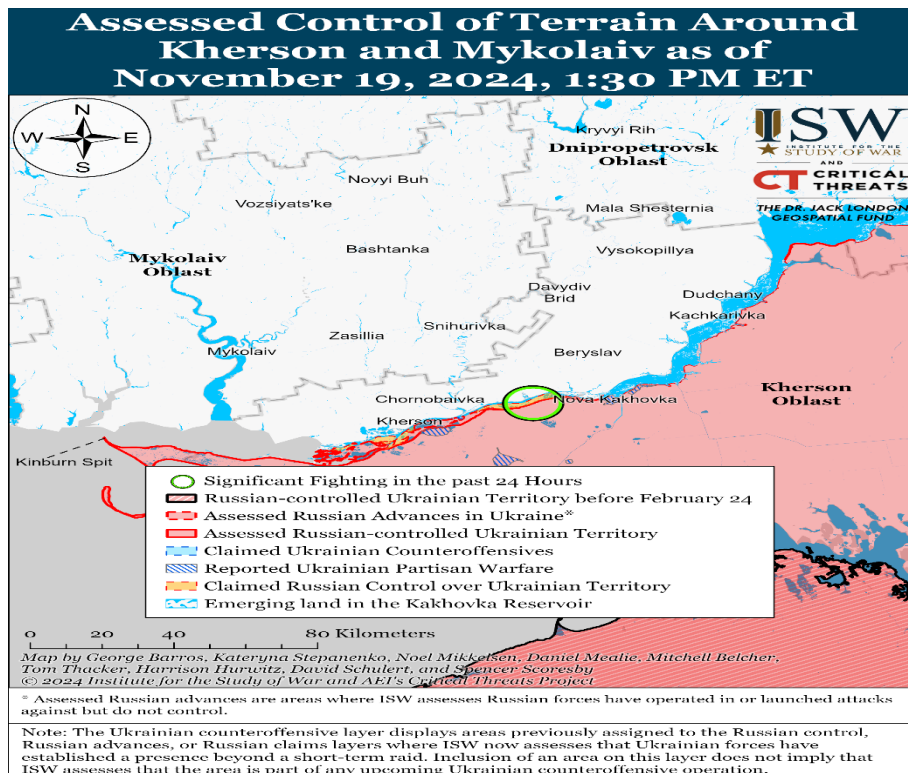 Assessed Control of Terrain Around
Kherson and Mykolaiv as of
November 19, 2024, 1:30 PM ET
N
W E
S
ISW
INSTITUTE FOR THE
STUDY OF WAR
AND
CT CRITICAL
THREATS
THE DR. JACK LONDON
GEOSPATIAL FUND
Kryvyi Rih
Dnipropetrovsk
Oblast
Novyi Buh
Vozsiyats'ke
Mala Shesternia
Bashtanka
Vysokopillya
Mykolaiv
Oblast
Davydiv
Brid
Dudchany
Kachkarivka
Snihurivka
Zasillia
Mykolaiv
Beryslav
Kherson
Oblast
Chornobaivka
Nova Kakhovka
Kherson
Kinburn Spit
Significant Fighting in the past 24 Hours
Russian-controlled Ukrainian Territory before February 24
Assessed Russian Advances in Ukraine*
Assessed Russian-controlled Ukrainian Territory
Claimed Ukrainian Counteroffensives
Reported Ukrainian Partisan Warfare
Claimed Russian Control over Ukrainian Territory
Emerging land in the Kakhovka Reservoir
0 20 40 80 Kilometers
Map by George Barros, Kateryna Stepanenko, Noel Mikkelsen, Daniel Mealie, Mitchell Belcher,
Tom Thacker, Harrison Hurwitz, David Schulert, and Spencer Scoresby
© 2024 Institute for the Study of War and AEI's Critical Threats Project
* Assessed Russian advances are areas where ISW assesses Russian forces have operated in or launched attacks
against but do not control.
Note: The Ukrainian counteroffensive layer displays areas previously assigned to the Russian control,
Russian advances, or Russian claims layers where ISW now assesses that Ukrainian forces have
established a presence beyond a short-term raid. Inclusion of an area on this layer does not imply that
ISW assesses that the area is part of any upcoming Ukrainian counteroffensive operation.